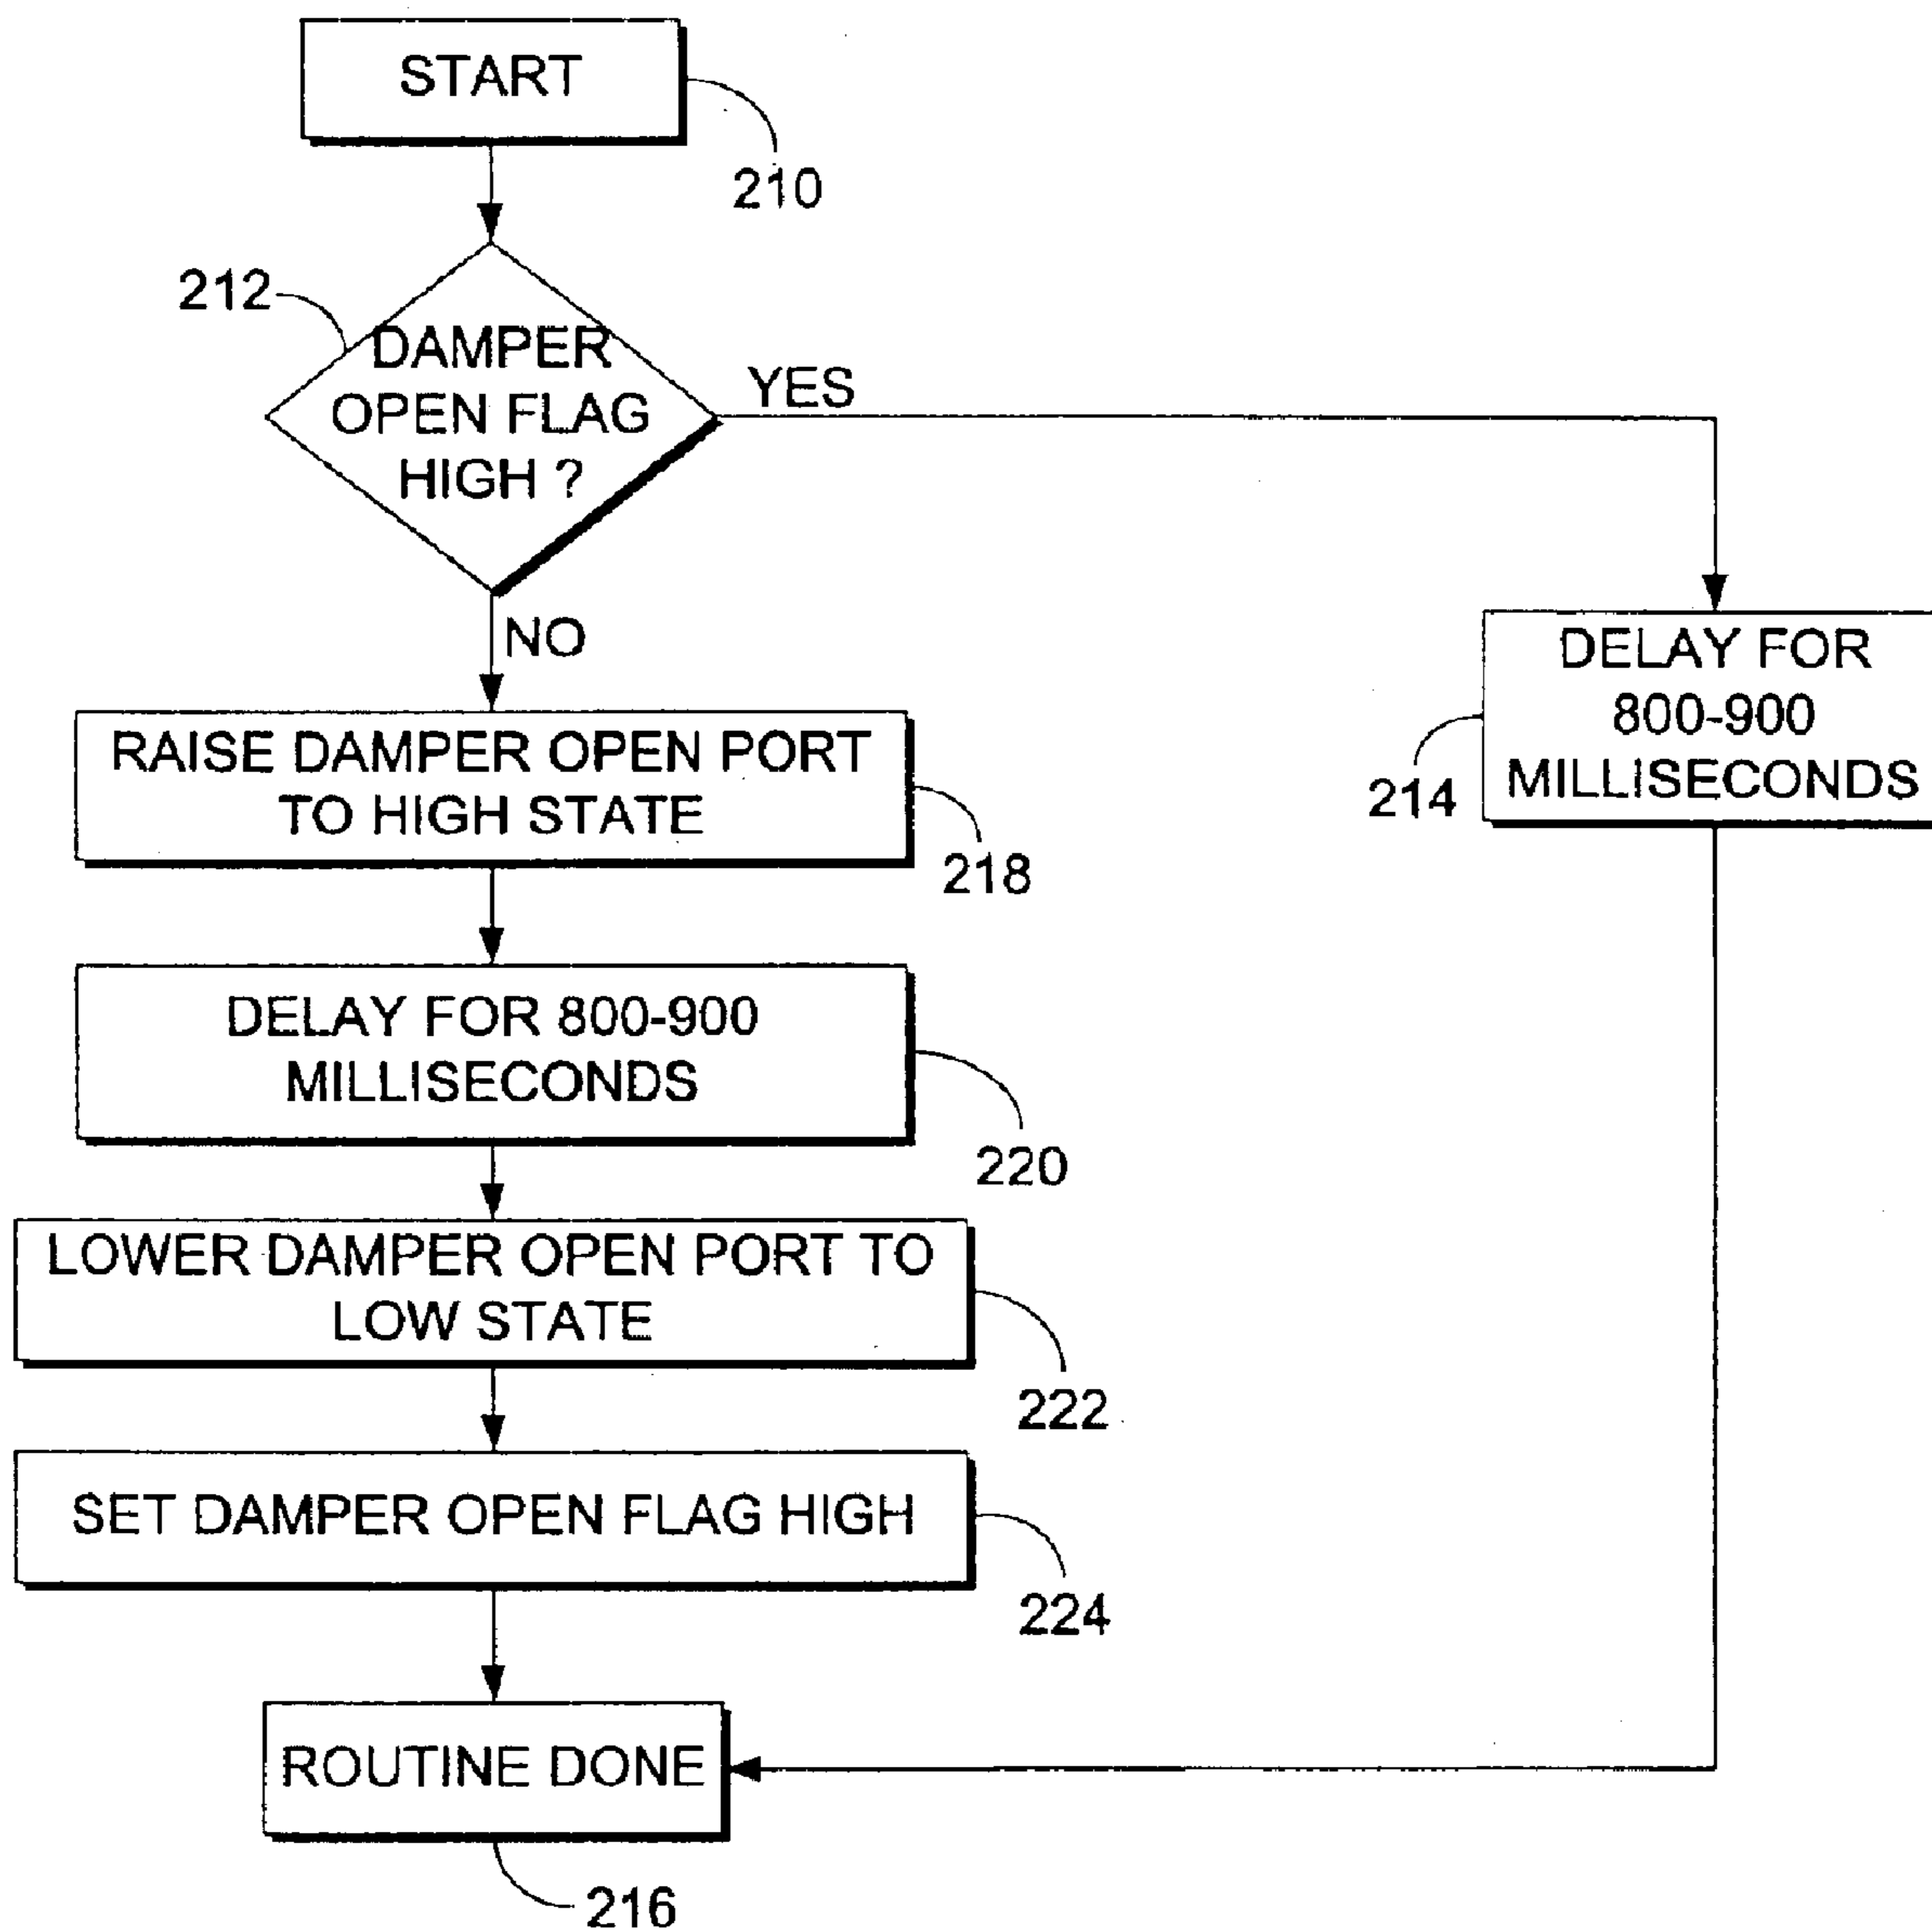 START
210
212
DAMPER
OPEN FLAG
HIGH ?
YES
NO
DELAY FOR
800-900
MILLISECONDS
214
RAISE DAMPER OPEN PORT
TO HIGH STATE
218
DELAY FOR 800-900
MILLISECONDS
220
LOWER DAMPER OPEN PORT TO
LOW STATE
222
SET DAMPER OPEN FLAG HIGH
224
ROUTINE DONE
216